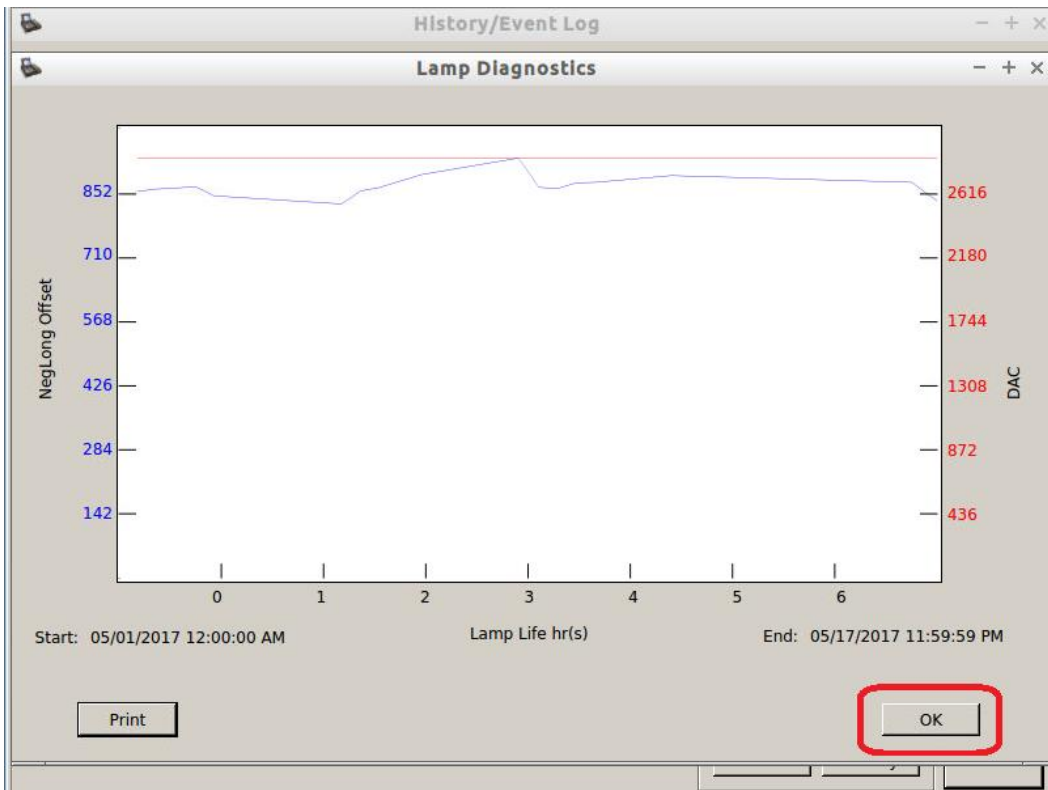 History/Event Log
Lamp Diagnostics
852
2616
710
2180
568
1744
NegLong Offset
426
1308
DAC
284
872
142
436
0 1 2 3 4 5 6
Start: 05/01/2017 12:00:00 AM
Lamp Life hr(s)
End: 05/17/2017 11:59:59 PM
Print
OK